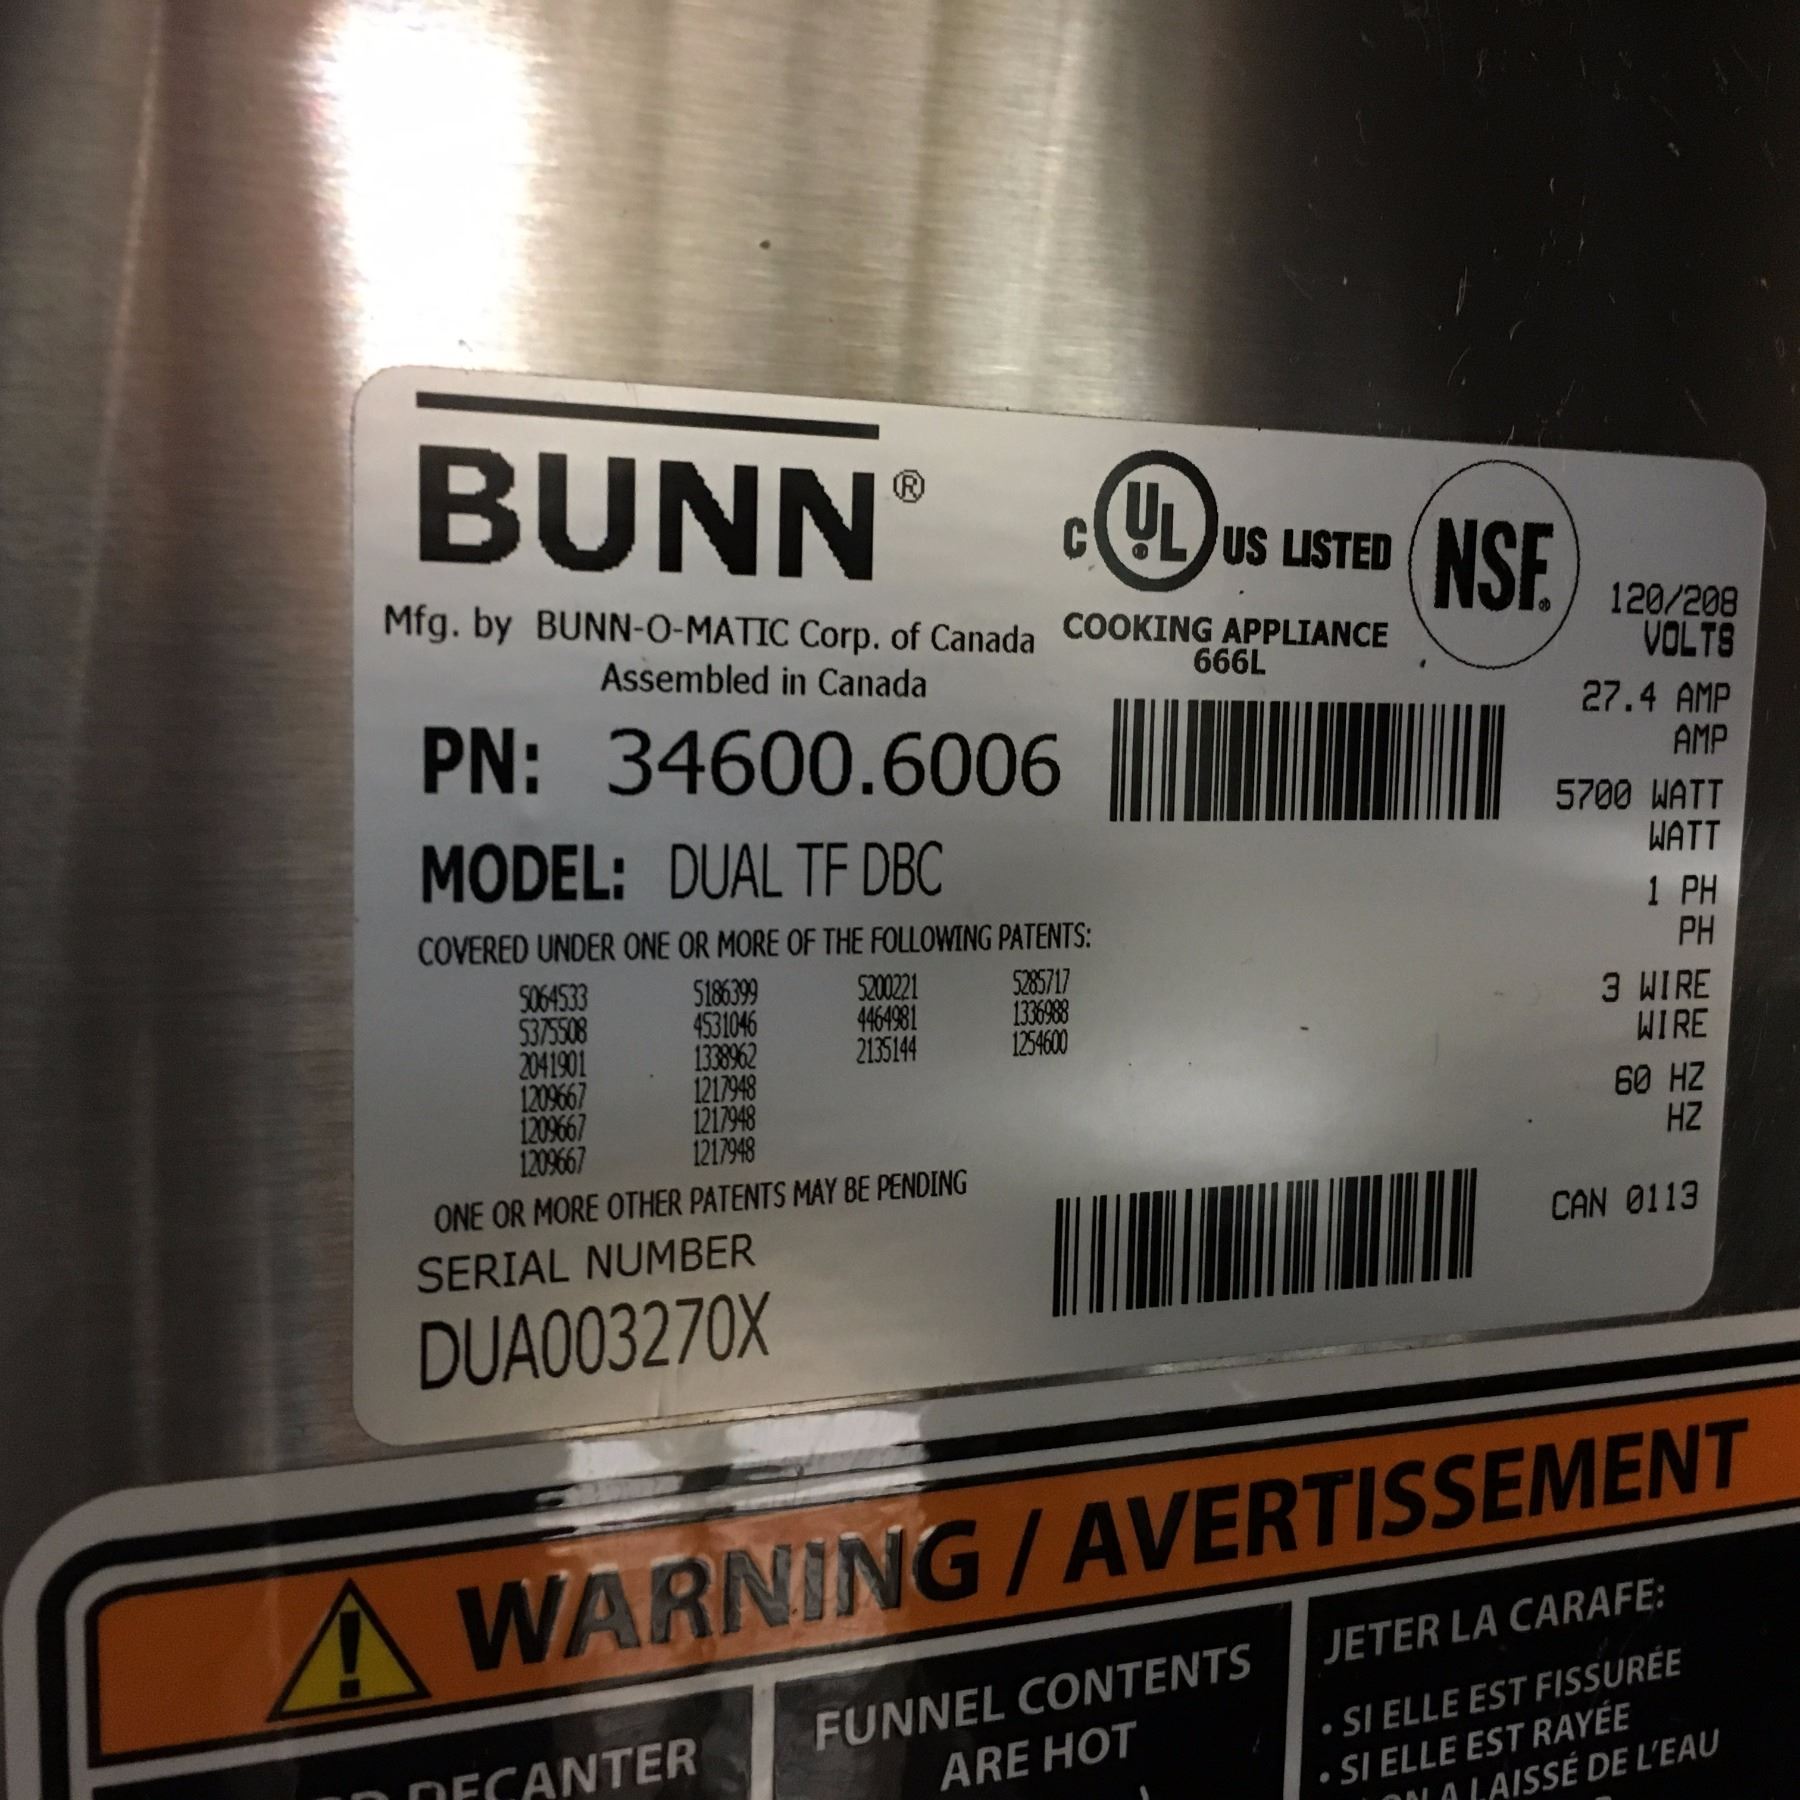 BUNN®
Mfg. by BUNN-O-MATIC Corp. of Canada
Assembled in Canada
C UL® US LISTED
COOKING APPLIANCE
666L
NSF®
PN: 34600.6006
MODEL: DUAL TF DBC
COVERED UNDER ONE OR MORE OF THE FOLLOWING PATENTS:
5064533 5186399 5200221 5285717
5375508 4531046 4464981 1336988
2041901 1338962 2135144 1254600
1209667 1217948
1209667 1217948
1209667 1217948
ONE OR MORE OTHER PATENTS MAY BE PENDING
SERIAL NUMBER
DUA003270X
120/208
VOLTS
27.4 AMP
AMP
5700 WATT
WATT
1 PH
PH
3 WIRE
WIRE
60 HZ
HZ
CAN 0113
WARNING / AVERTISSEMENT
DECANTER
FUNNEL CONTENTS
ARE HOT
JETER LA CARAFE:
• SI ELLE EST FISSURÉE
• SI ELLE EST RAYÉE
A LAISSÉ DE L'EAU